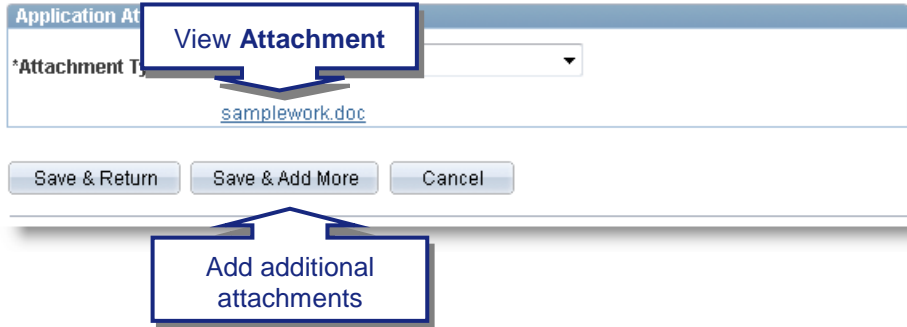 Application At
View Attachment
*Attachment Ty
samplework.doc
Save & Return Save & Add More Cancel
Add additional
attachments